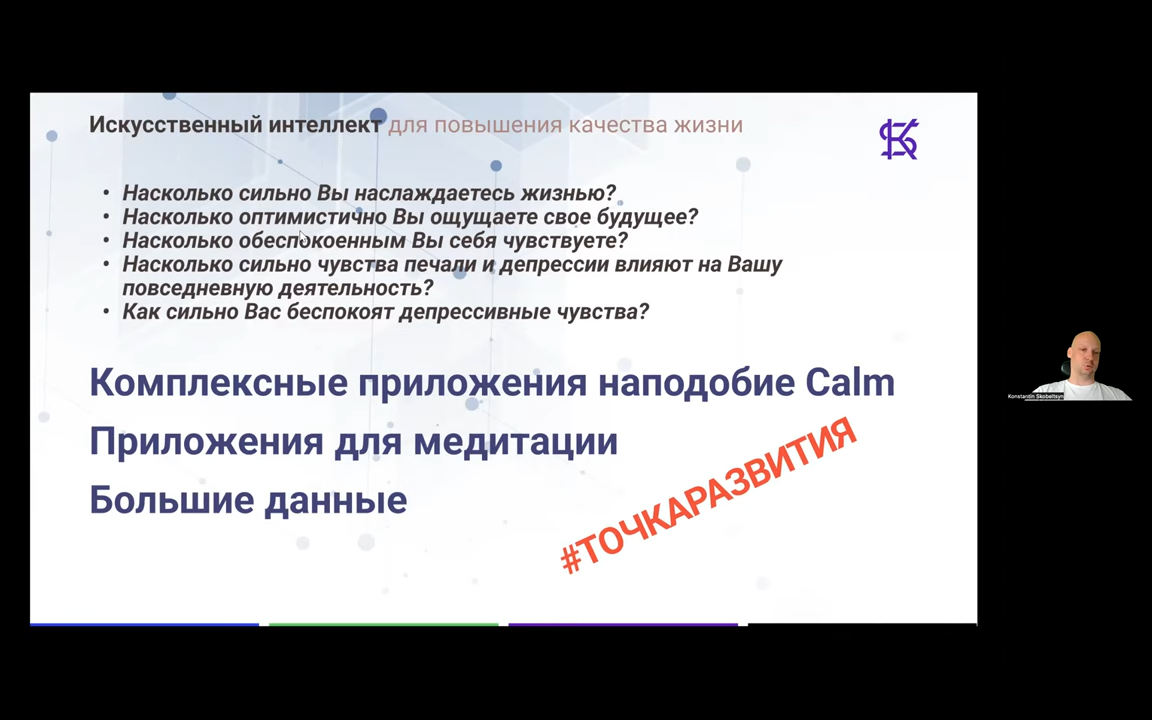 Искусственный интеллект для повышения качества жизни
• Насколько сильно Вы наслаждаетесь жизнью?
• Насколько оптимистично Вы ощущаете свое будущее?
• Насколько обеспокоенным Вы себя чувствуете?
• Насколько сильно чувства печали и депрессии влияют на Вашу
повседневную деятельность?
• Как сильно Вас беспокоят депрессивные чувства?
Комплексные приложения наподобие Calm
Приложения для медитации
Большие данные
#ТОЧКАРАЗВИТИЯ
Konstantin Skobeltsyn